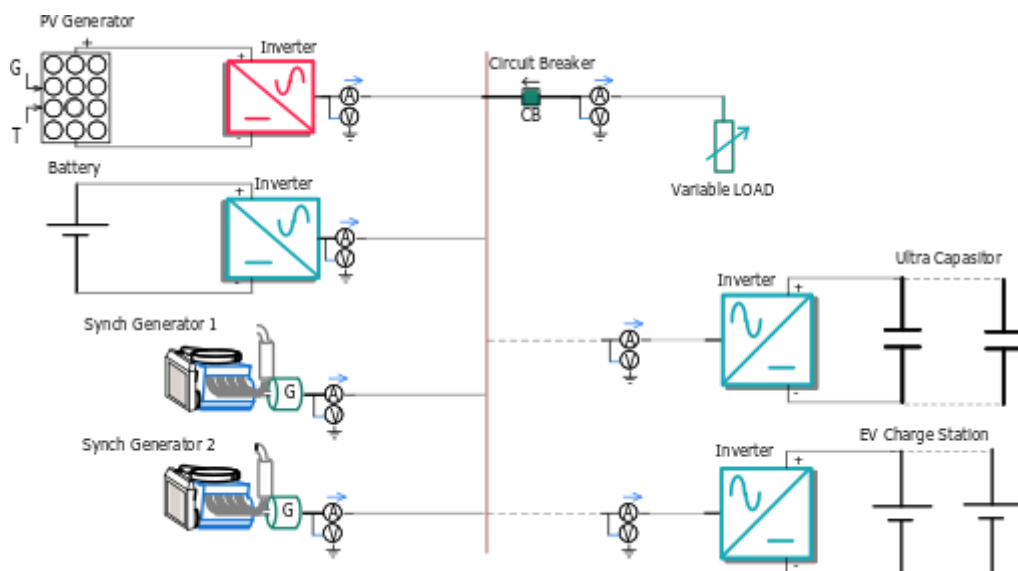 PV Generator
+
Inverter
+
G
T
-
A
V
Circuit Breaker
CB
A
V
Variable LOAD
Battery
Inverter
+
-
A
V
Ultra Capasitor
Inverter
+
-
A
V
Synch Generator 1
G
A
V
EV Charge Station
Inverter
+
-
A
V
Synch Generator 2
G
A
V